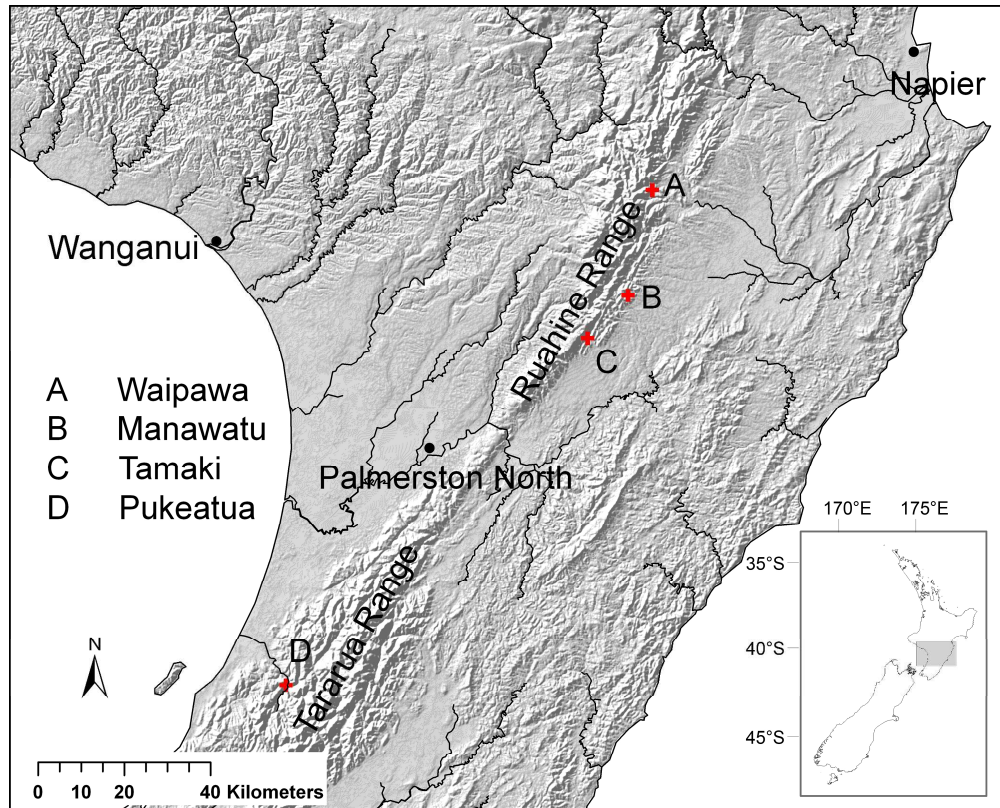 Napier
A
Wanganui
Ruahine Range
B
C
A Waipawa
B Manawatu
C Tamaki
D Pukeatua
Palmerston North
170°E 175°E
35°S
40°S
45°S
Tararua Range
D
N
0 10 20 40 Kilometers